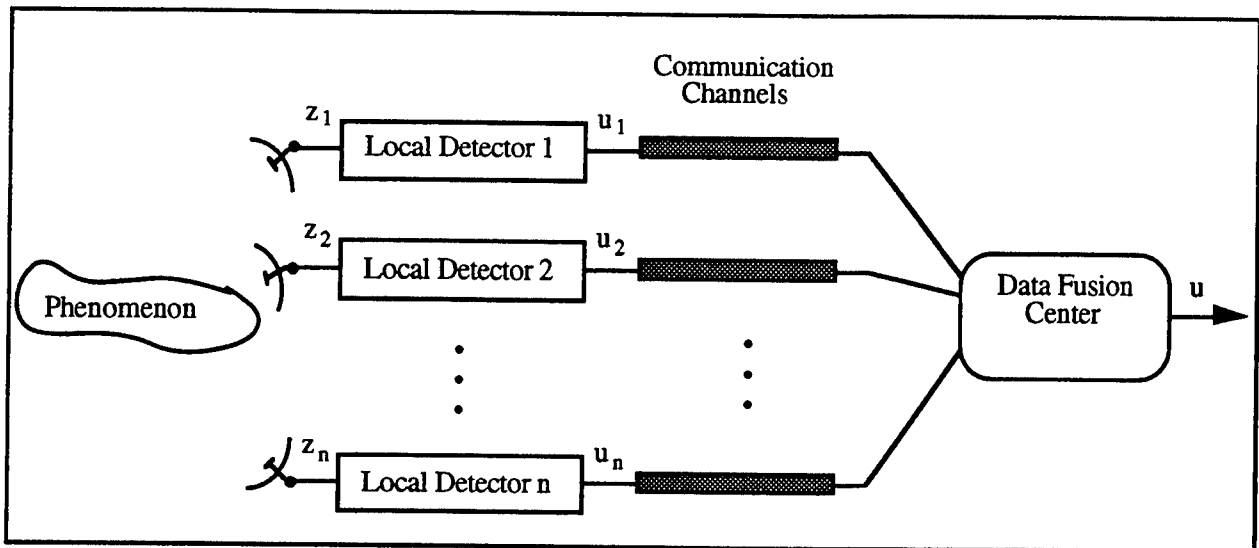 Communication
Channels
z1
Local Detector 1
u1
z2
Local Detector 2
u2
Phenomenon
Data Fusion
Center
u
zn
Local Detector n
un